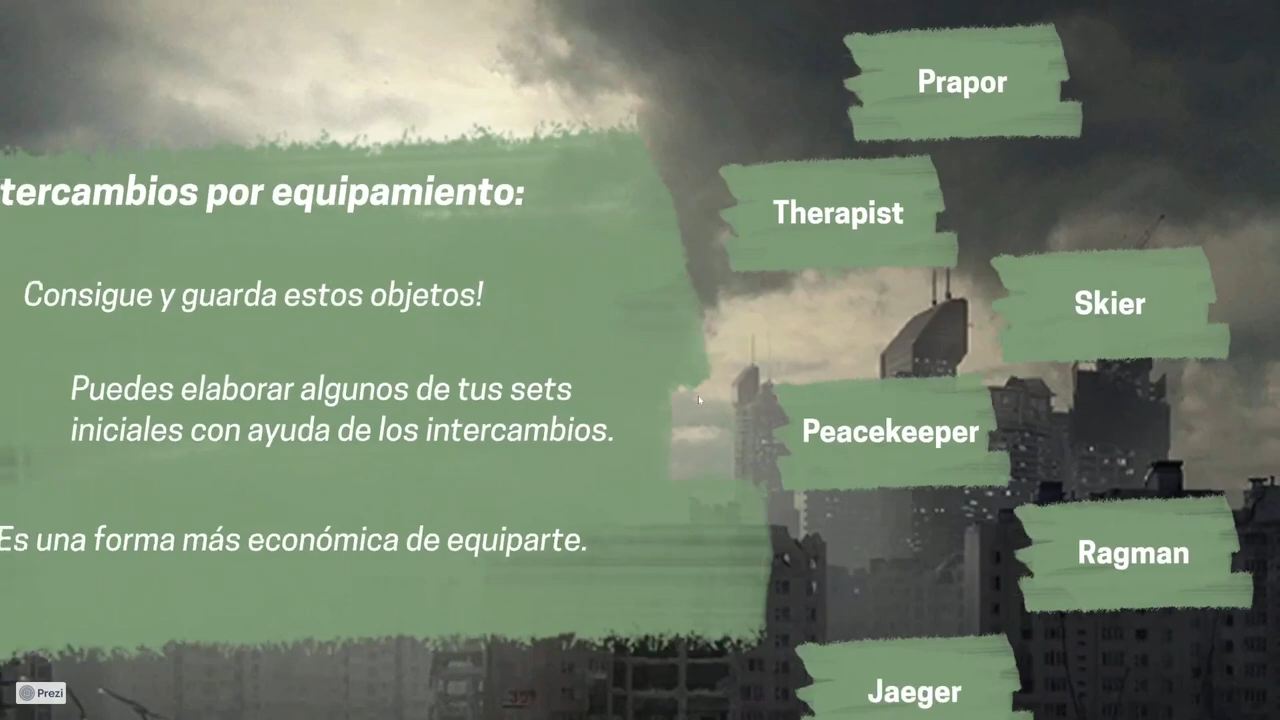 tercambios por equipamiento:
Consigue y guarda estos objetos!
Puedes elaborar algunos de tus sets
iniciales con ayuda de los intercambios.
Es una forma más económica de equiparte.
Prapor
Therapist
Skier
Peacekeeper
Ragman
Jaeger
Prezi